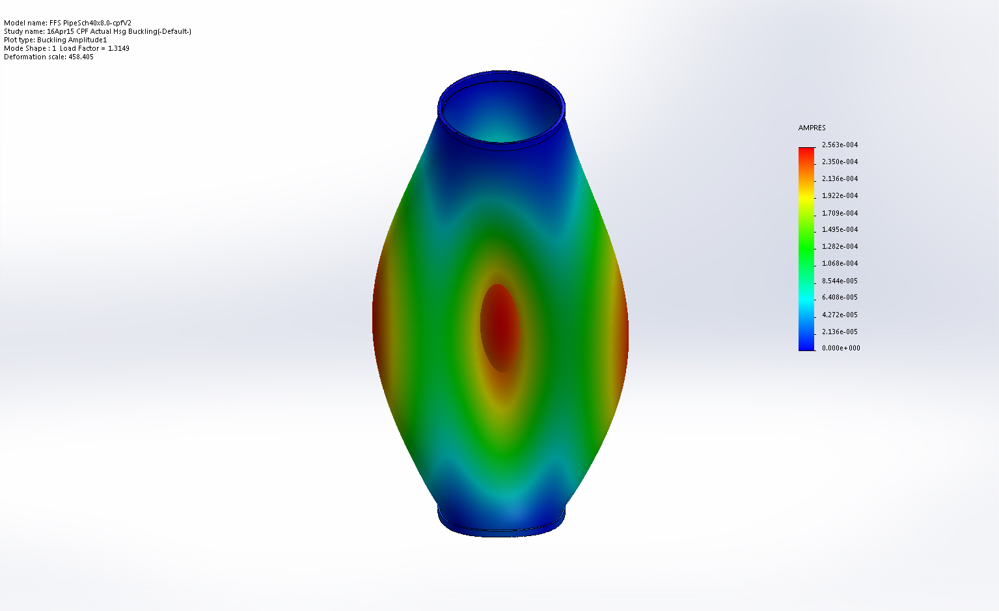 Model name: FFS PipeSch40x8.0-cpfV2
Study name: 16Apr15 CPF Actual Hsg Buckling(-Default-)
Plot type: Buckling Amplitude1
Mode Shape : 1  Load Factor =  1.3149
Deformation scale: 458.405
AMPRES
2.563e-004
2.350e-004
2.136e-004
1.922e-004
1.709e-004
1.495e-004
1.282e-004
1.068e-004
8.544e-005
6.408e-005
4.272e-005
2.136e-005
0.000e+000